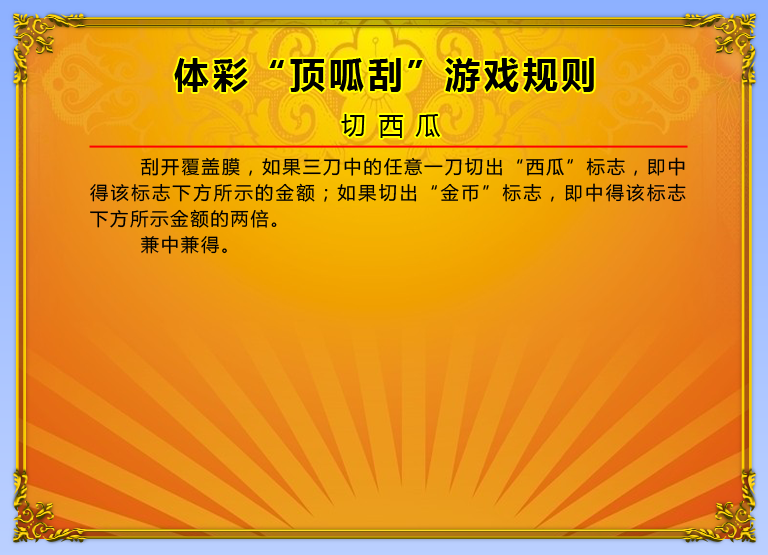 体彩“顶呱刮”游戏规则
切西瓜
刮开覆盖膜，如果三刀中的任意一刀切出“西瓜”标志，即中
得该标志下方所示的金额；如果切出“金币”标志，即中得该标志
下方所示金额的两倍。
兼中兼得。